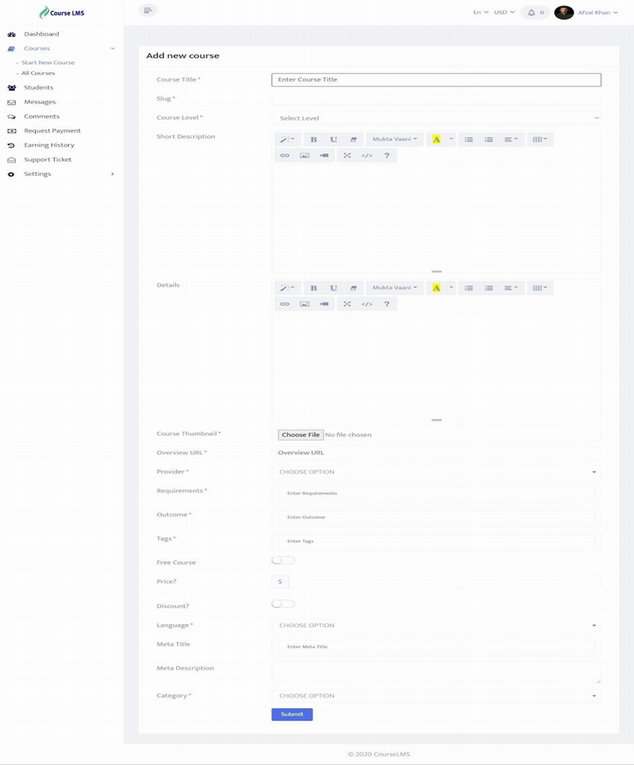 Course LMS
En
USD
0
Afzal Khan
Dashboard
Courses
Start New Course
All Courses
Students
Messages
Comments
Request Payment
Earning History
Support Ticket
Settings
Add new course
Course Title *
Enter Course Title
Slug *
Course Level *
Select Level
Short Description
B U Mukta Vaani A
</> ?
Details
B U Mukta Vaani A
</> ?
Course Thumbnail *
Choose File No file chosen
Overview URL *
Overview URL
Provider *
CHOOSE OPTION
Requirements *
Enter Requirements
Outcome *
Enter Outcome
Tags *
Enter Tags
Free Course
Price?
$
Discount?
Language *
CHOOSE OPTION
Meta Title
Enter Meta Title
Meta Description
Category *
CHOOSE OPTION
Submit
© 2020 CourseLMS